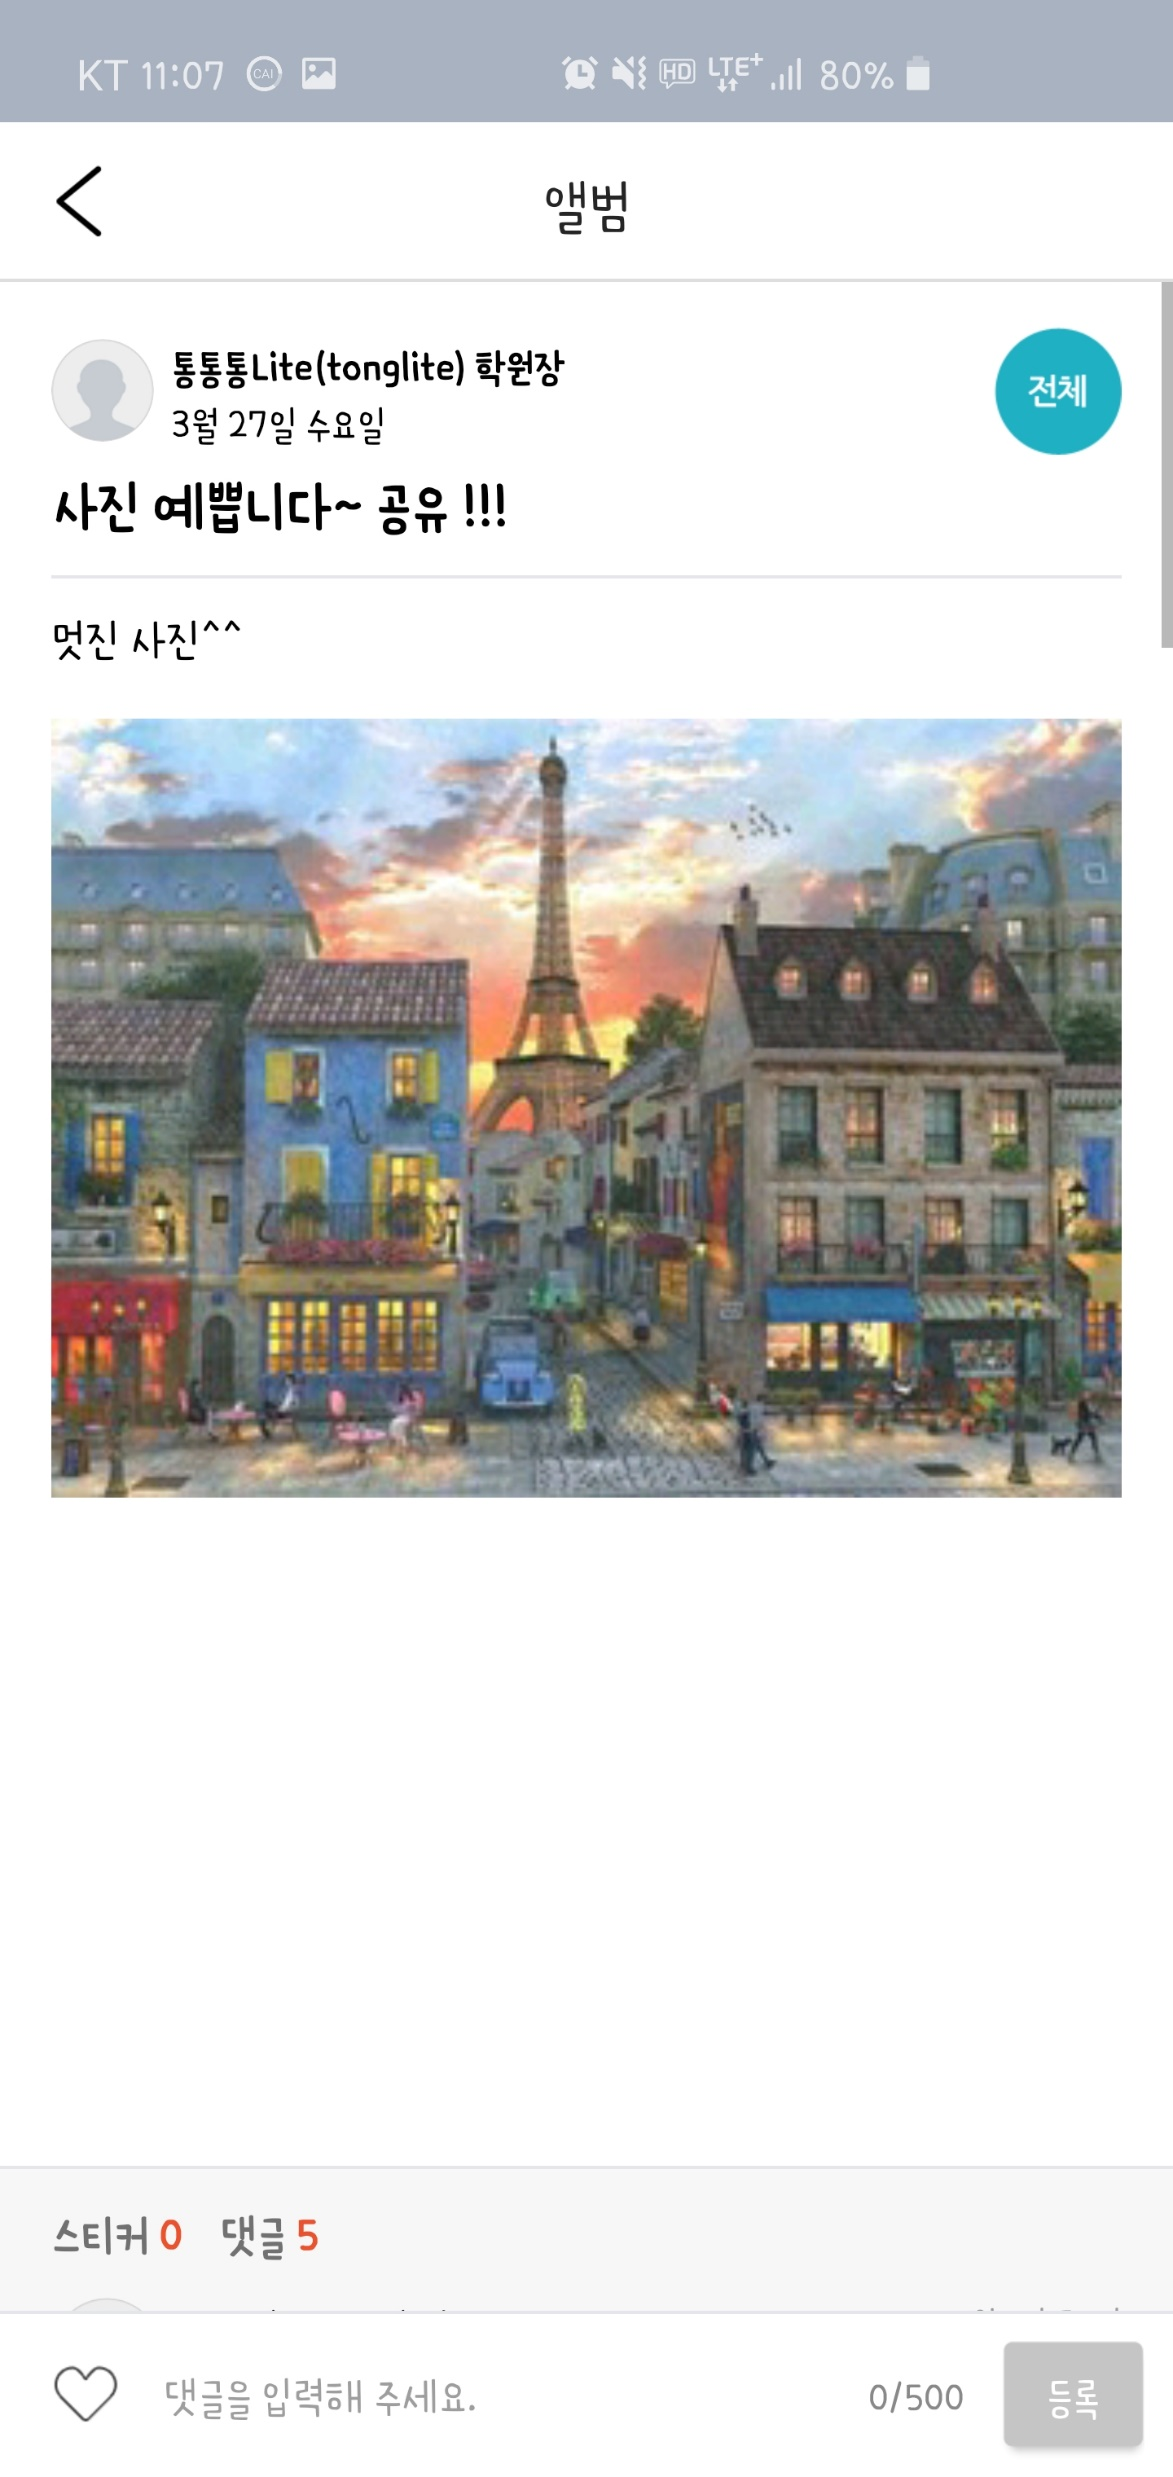 KT 11:07 CAI HD LTE+ 80%
앨범
통통통Lite(tonglite) 학원장
3월 27일 수요일
전체
사진 예쁩니다~ 공유 !!!
멋진 사진^^
스티커 0 댓글 5
댓글을 입력해 주세요. 0/500 등록